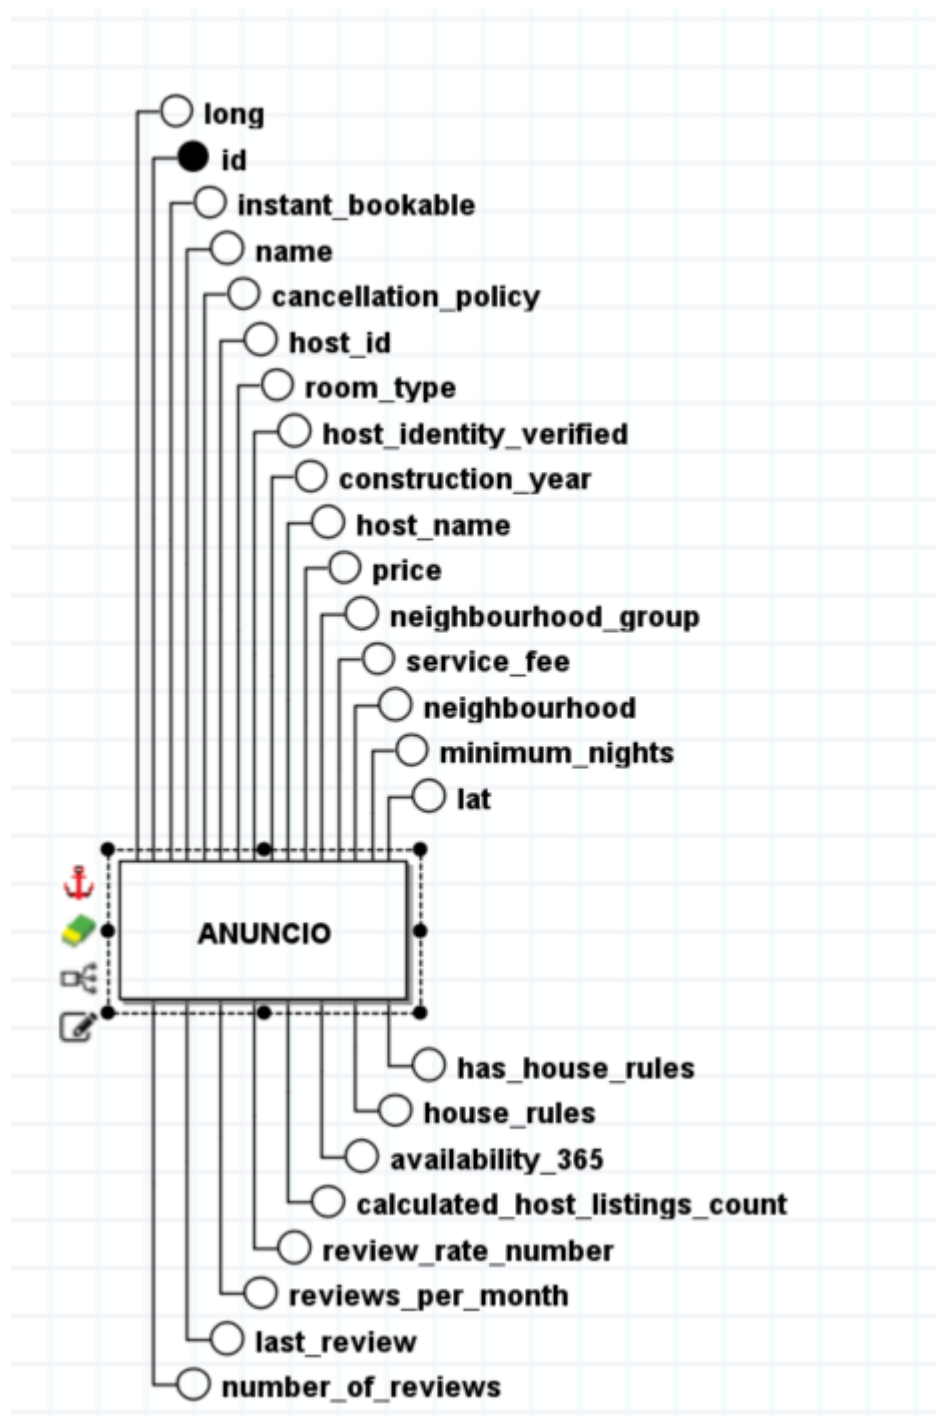 long
id
instant_bookable
name
cancellation_policy
host_id
room_type
host_identity_verified
construction_year
host_name
price
neighbourhood_group
service_fee
neighbourhood
minimum_nights
lat
ANUNCIO
has_house_rules
house_rules
availability_365
calculated_host_listings_count
review_rate_number
reviews_per_month
last_review
number_of_reviews